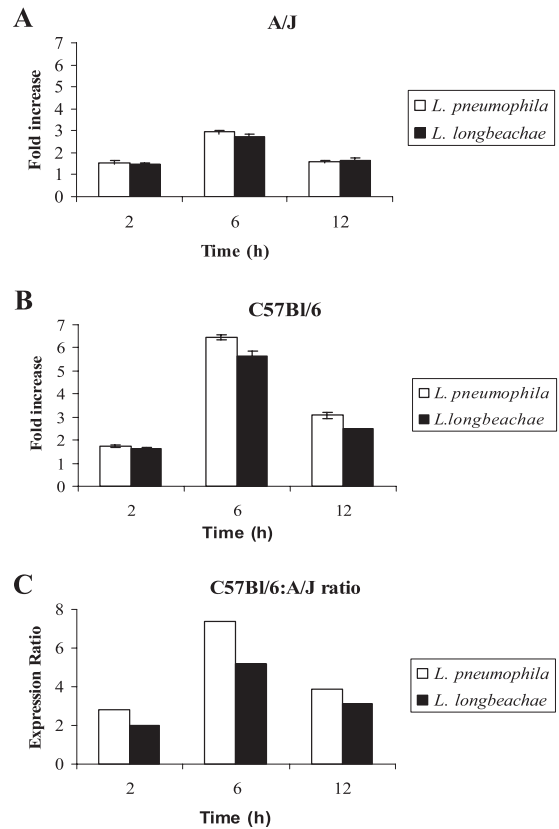 A
A/J
7
6
5
4
3
2
1
0
Fold increase
2 6 12
Time (h)
L. pneumophila
L. longbeachae
B
C57Bl/6
7
6
5
4
3
2
1
0
Fold increase
2 6 12
Time (h)
L. pneumophila
L.longbeachae
C
C57Bl/6:A/J ratio
8
6
4
2
0
Expression Ratio
2 6 12
Time (h)
L. pneumophila
L. longbeachae